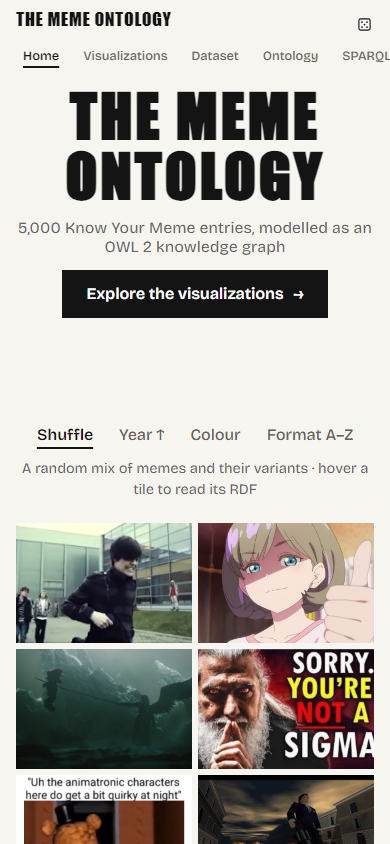 THE MEME ONTOLOGY
Home Visualizations Dataset Ontology SPARQL
THE MEME
ONTOLOGY
5,000 Know Your Meme entries, modelled as an
OWL 2 knowledge graph
Explore the visualizations →
Shuffle Year ↑ Colour Format A–Z
A random mix of memes and their variants · hover a
tile to read its RDF
SORRY.
YOU'RE
NOT A
SIGMA
"Uh the animatronic characters
here do get a bit quirky at night"